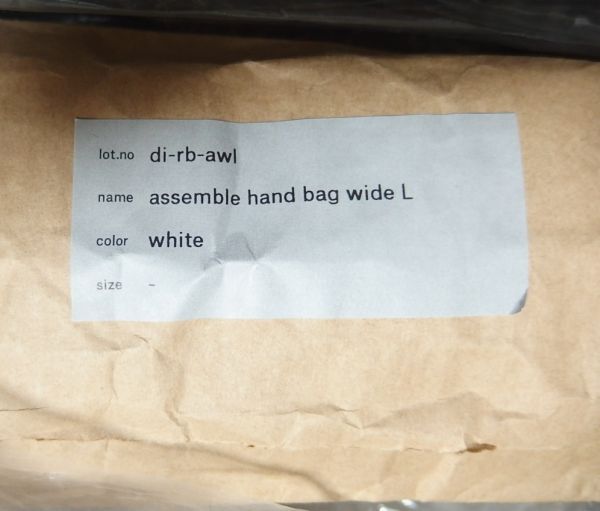 lot.no di-rb-awl
name assemble hand bag wide L
color white
size -